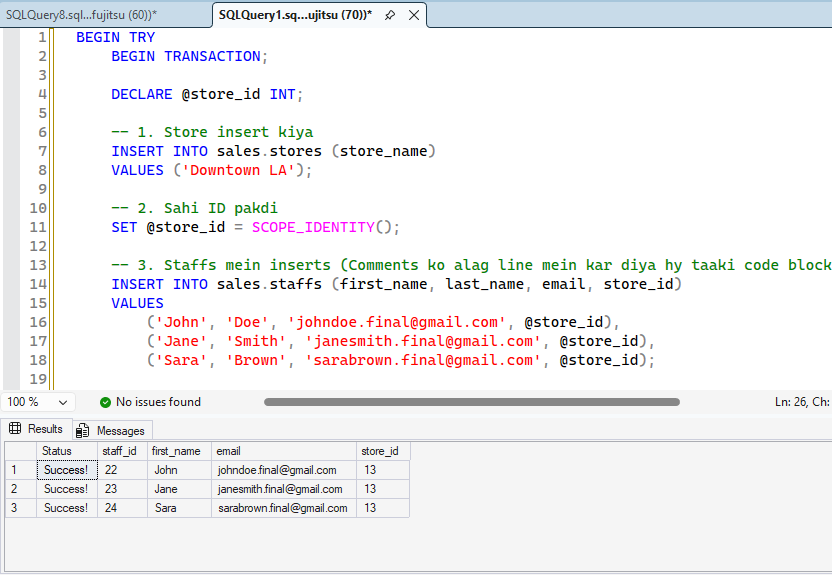 SQLQuery8.sql...fujitsu (60))*
SQLQuery1.sq...ujitsu (70))*
1 BEGIN TRY
2 BEGIN TRANSACTION;
3
4 DECLARE @store_id INT;
5
6 -- 1. Store insert kiya
7 INSERT INTO sales.stores (store_name)
8 VALUES ('Downtown LA');
9
10 -- 2. Sahi ID pakdi
11 SET @store_id = SCOPE_IDENTITY();
12
13 -- 3. Staffs mein inserts (Comments ko alag line mein kar diya hy taaki code block
14 INSERT INTO sales.staffs (first_name, last_name, email, store_id)
15 VALUES
16 ('John', 'Doe', 'johndoe.final@gmail.com', @store_id),
17 ('Jane', 'Smith', 'janesmith.final@gmail.com', @store_id),
18 ('Sara', 'Brown', 'sarabrown.final@gmail.com', @store_id);
19
100 % No issues found Ln: 26, Ch:
Results Messages
Status staff_id first_name email store_id
1 Success! 22 John johndoe.final@gmail.com 13
2 Success! 23 Jane janesmith.final@gmail.com 13
3 Success! 24 Sara sarabrown.final@gmail.com 13